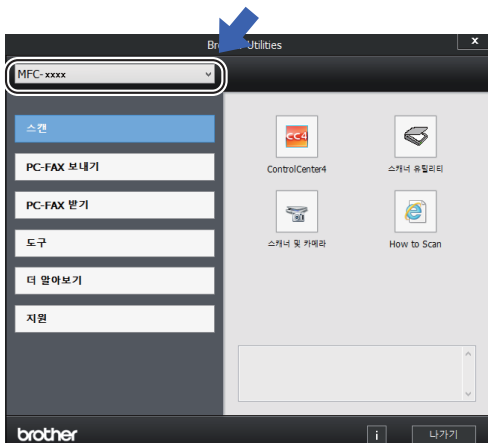 Br Utilities
x
MFC-xxxx
스캔
PC-FAX 보내기
PC-FAX 받기
도구
더 알아보기
지원
CC4
ControlCenter4
스캐너 유틸리티
스캐너 및 카메라
How to Scan
brother
i
나가기